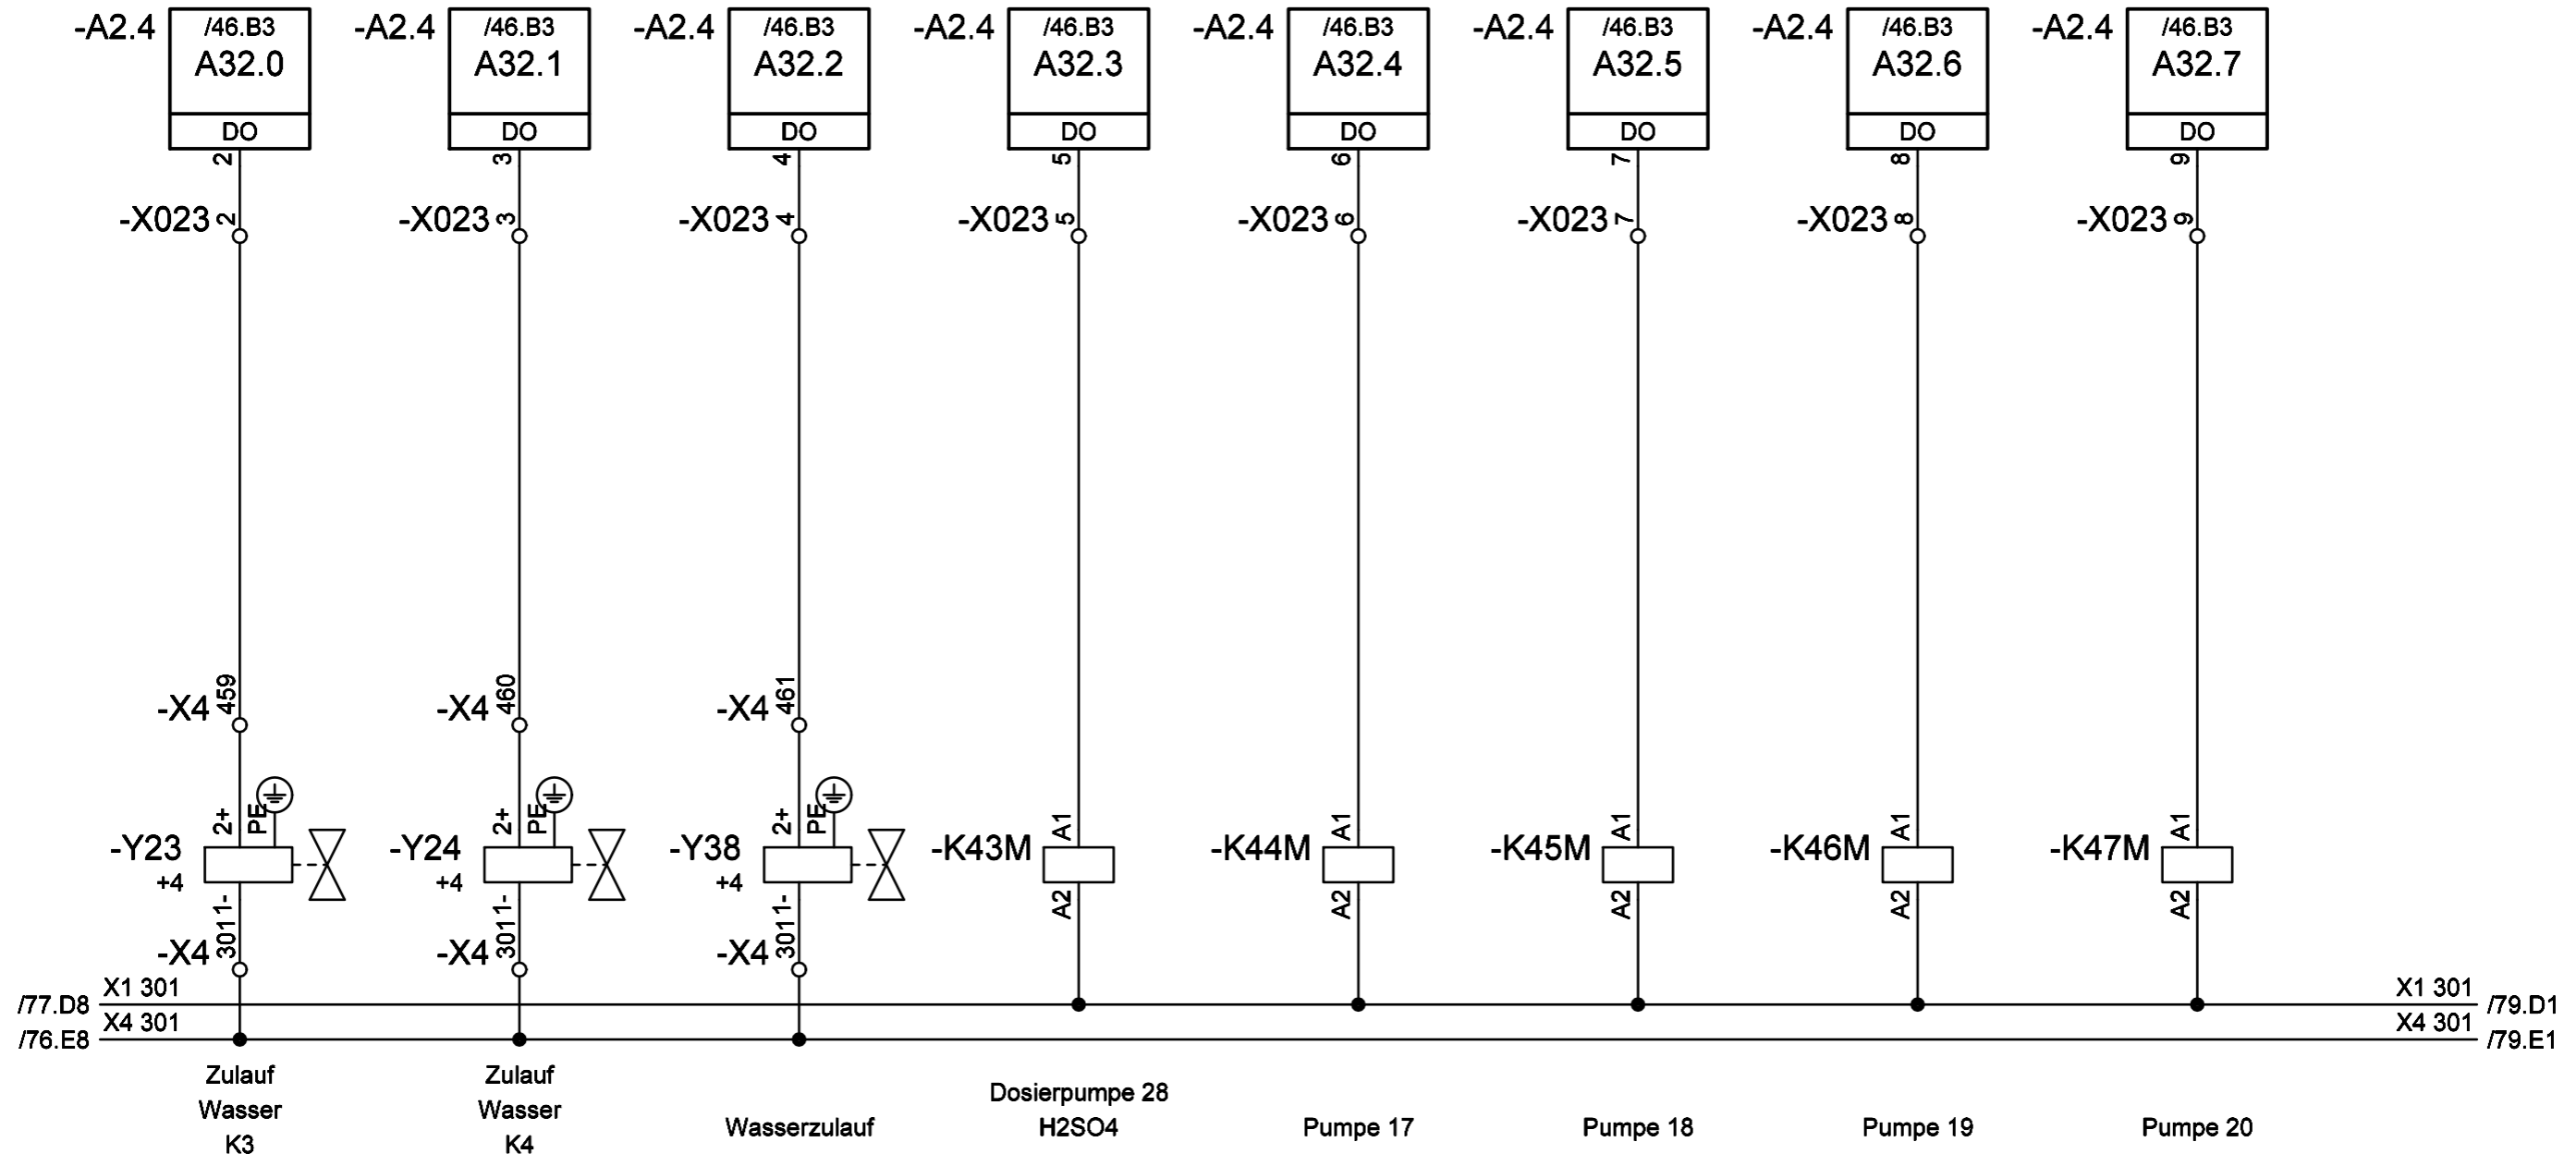 -A2.4 /46.B3 -A2.4 /46.B3 -A2.4 /46.B3 -A2.4 /46.B3 -A2.4 /46.B3 -A2.4 /46.B3 -A2.4 /46.B3 -A2.4 /46.B3
A32.0 A32.1 A32.2 A32.3 A32.4 A32.5 A32.6 A32.7
DO DO DO DO DO DO DO DO
2 3 4 5 6 7 8 9
-X023 2 -X023 3 -X023 4 -X023 5 -X023 6 -X023 7 -X023 8 -X023 9
-X4 459 -X4 460 -X4 461
2+ PE 2+ PE 2+ PE A1 A1 A1 A1 A1
-Y23 -Y24 -Y38 -K43M -K44M -K45M -K46M -K47M
+4 +4 +4
1- 1- 1- A2 A2 A2 A2 A2
-X4 301 -X4 301 -X4 301
X1 301 X1 301
/77.D8 /79.D1
X4 301 X4 301
/76.E8 /79.E1
Zulauf
Wasser
K3
Zulauf
Wasser
K4
Wasserzulauf
Dosierpumpe 28
H2SO4
Pumpe 17
Pumpe 18
Pumpe 19
Pumpe 20